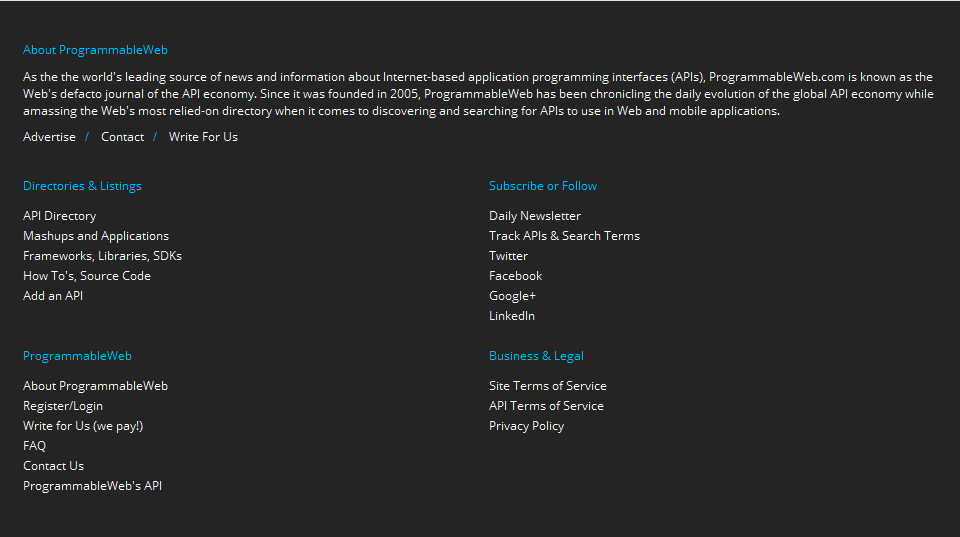 About ProgrammableWeb
As the the world's leading source of news and information about Internet-based application programming interfaces (APIs), ProgrammableWeb.com is known as the
Web's defacto journal of the API economy. Since it was founded in 2005, ProgrammableWeb has been chronicling the daily evolution of the global API economy while
amassing the Web's most relied-on directory when it comes to discovering and searching for APIs to use in Web and mobile applications.
Advertise / Contact / Write For Us
Directories & Listings
API Directory
Mashups and Applications
Frameworks, Libraries, SDKs
How To's, Source Code
Add an API
Subscribe or Follow
Daily Newsletter
Track APIs & Search Terms
Twitter
Facebook
Google+
LinkedIn
ProgrammableWeb
About ProgrammableWeb
Register/Login
Write for Us (we pay!)
FAQ
Contact Us
ProgrammableWeb's API
Business & Legal
Site Terms of Service
API Terms of Service
Privacy Policy